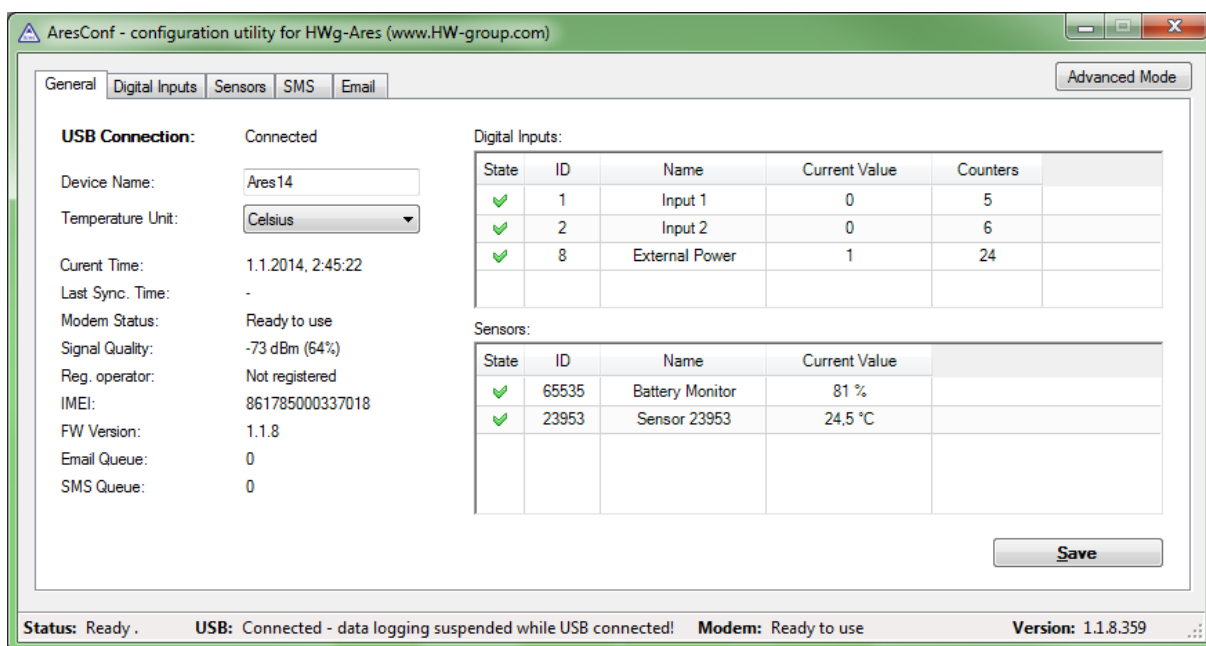 AresConf - configuration utility for HWg-Ares (www.HW-group.com)
General Digital Inputs Sensors SMS Email Advanced Mode
USB Connection: Connected
Device Name: Ares14
Temperature Unit: Celsius
Curent Time: 1.1.2014, 2:45:22
Last Sync. Time: -
Modem Status: Ready to use
Signal Quality: -73 dBm (64%)
Reg. operator: Not registered
IMEI: 861785000337018
FW Version: 1.1.8
Email Queue: 0
SMS Queue: 0
Digital Inputs:
State ID Name Current Value Counters
1 Input 1 0 5
2 Input 2 0 6
8 External Power 1 24
Sensors:
State ID Name Current Value
65535 Battery Monitor 81 %
23953 Sensor 23953 24,5 °C
Save
Status: Ready . USB: Connected - data logging suspended while USB connected! Modem: Ready to use Version: 1.1.8.359